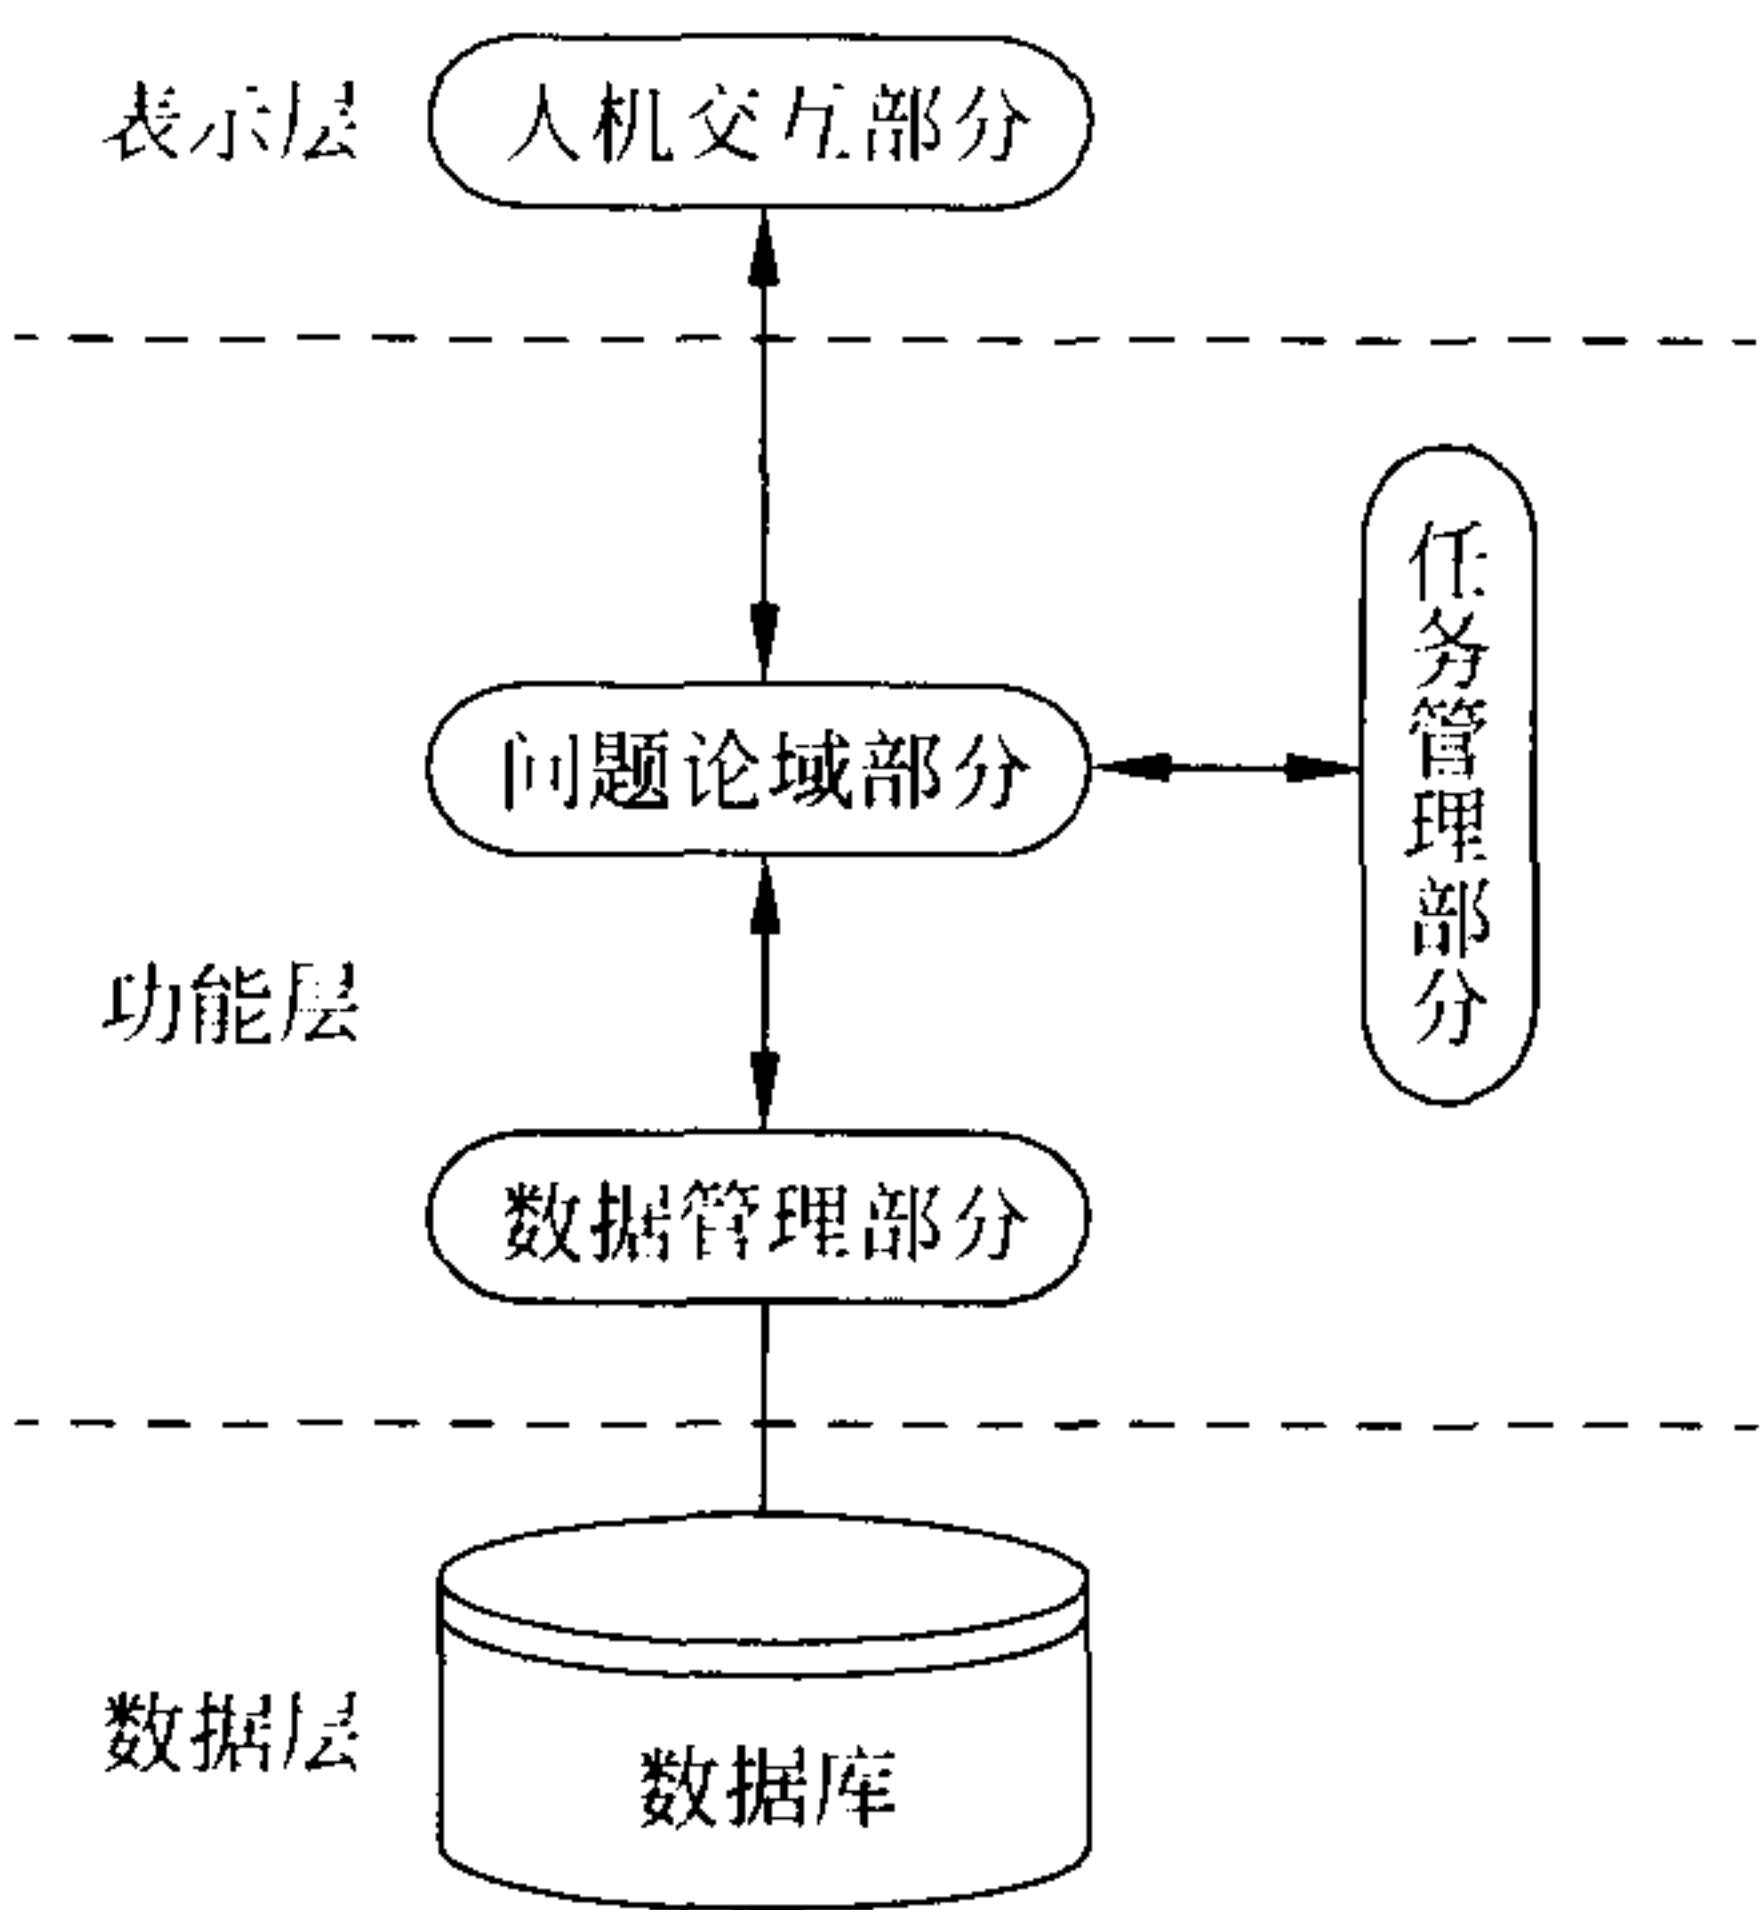 表示层
人机交互部分
任务管理部分
问题论域部分
功能层
数据管理部分
数据层
数据库